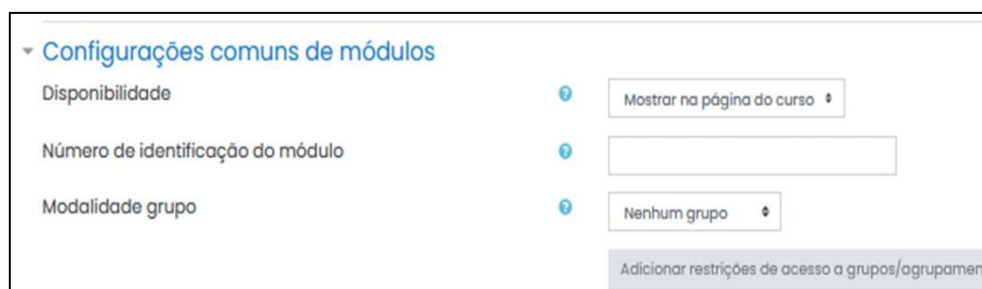 Configurações comuns de módulos
Disponibilidade
Mostrar na página do curso
Número de identificação do módulo
Modalidade grupo
Nenhum grupo
Adicionar restrições de acesso a grupos/agrupamen